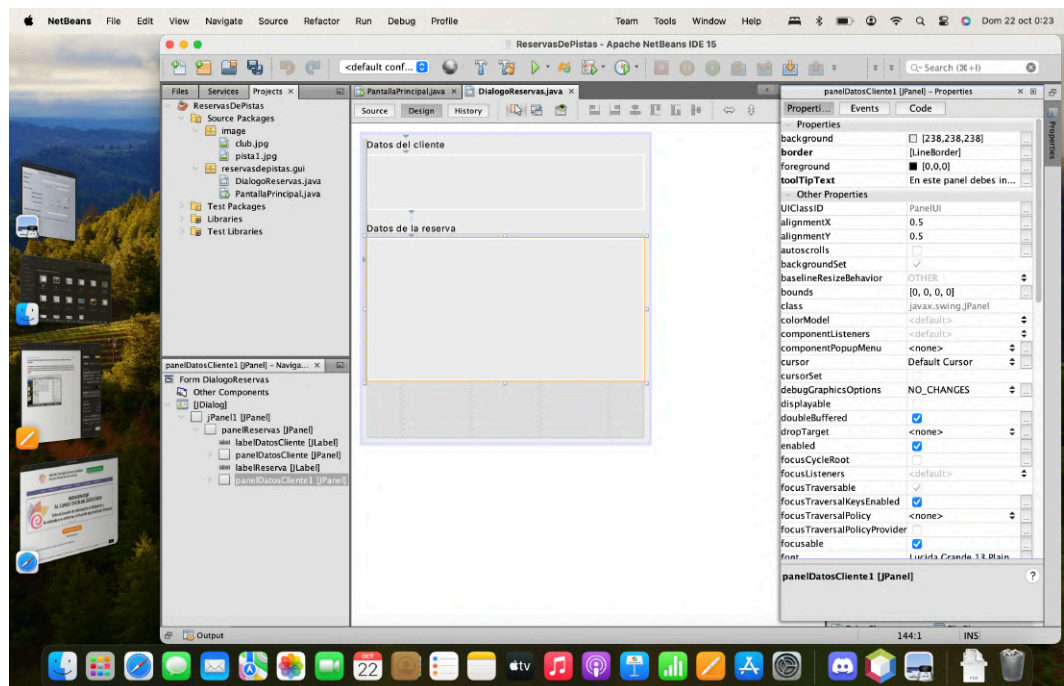 NetBeans File Edit View Navigate Source Refactor Run Debug Profile Team Tools Window Help Dom 22 oct 0:23
ReservasDePistas - Apache NetBeans IDE 15
<default conf... Search (⌘+I)
Files Services Projects ×
ReservasDePistas
Source Packages
image
club.jpg
pista1.jpg
reservasdepistas.gui
DialogoReservas.java
PantallaPrincipal.java
Test Packages
Libraries
Test Libraries
panelDatosCliente1 [JPanel] - Naviga... ×
Form DialogoReservas
Other Components
[JDialog]
jPanel1 [JPanel]
panelReservas [JPanel]
label labelDatosCliente [JLabel]
panelDatosCliente [JPanel]
label labelReserva [JLabel]
panelDatosCliente1 [JPanel]
Output
PantallaPrincipal.java × DialogoReservas.java ×
Source Design History
Datos del cliente
Datos de la reserva
panelDatosCliente1 [JPanel] - Properties ×
Properti... Events Code
Properties
background [238,238,238] ...
border [LineBorder] ...
foreground [0,0,0] ...
toolTipText En este panel debes in... ...
Other Properties
UIClassID PanelUI ...
alignmentX 0.5 ...
alignmentY 0.5 ...
autoscrolls ...
backgroundSet
baselineResizeBehavior OTHER
bounds [0, 0, 0, 0] ...
class javax.swing.JPanel
colorModel <default>
componentListeners <default>
componentPopupMenu <none> ...
cursor Default Cursor ...
cursorSet
debugGraphicsOptions NO_CHANGES ...
displayable
doubleBuffered ...
dropTarget <none> ...
enabled ...
focusCycleRoot ...
focusListeners <default>
focusTraversable
focusTraversalKeysEnabled ...
focusTraversalPolicy <none> ...
focusTraversalPolicyProvider ...
focusable ...
font Lucida Grande 13 Plain
panelDatosCliente1 [JPanel] ?
Properties
144:1 INS
OCT
22
tv